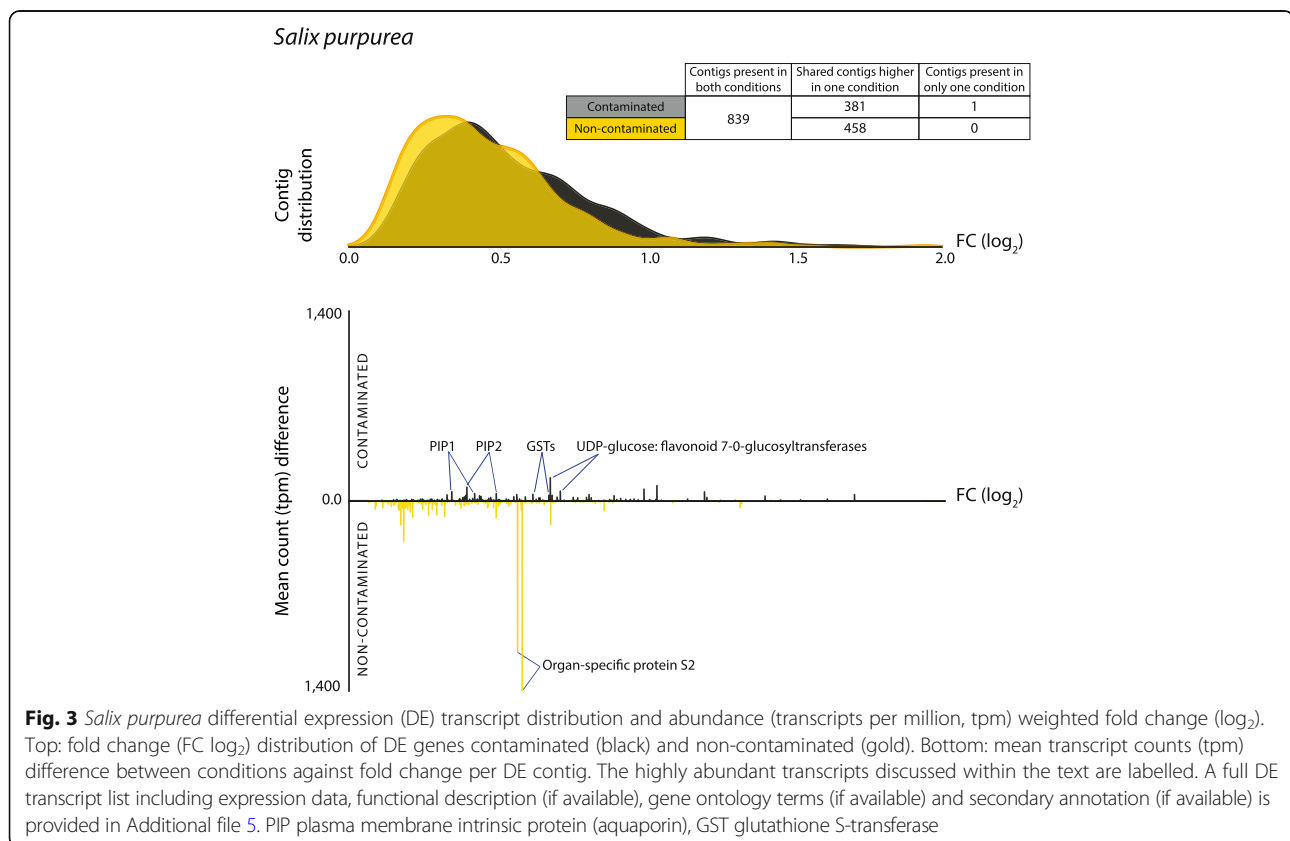 Salix purpurea
Contigs present in both conditions
Shared contigs higher in one condition
Contigs present in only one condition
Contaminated
839
381
1
Non-contaminated
458
0
Contig distribution
0.0
0.5
1.0
1.5
2.0
FC (log2)
1,400
CONTAMINATED
Mean count (tpm) difference
PIP1
PIP2
GSTs
UDP-glucose: flavonoid 7-0-glucosyltransferases
0.0
FC (log2)
NON-CONTAMINATED
Organ-specific protein S2
1,400
Fig. 3 Salix purpurea differential expression (DE) transcript distribution and abundance (transcripts per million, tpm) weighted fold change (log2).
Top: fold change (FC log2) distribution of DE genes contaminated (black) and non-contaminated (gold). Bottom: mean transcript counts (tpm)
difference between conditions against fold change per DE contig. The highly abundant transcripts discussed within the text are labelled. A full DE
transcript list including expression data, functional description (if available), gene ontology terms (if available) and secondary annotation (if available) is
provided in Additional file 5. PIP plasma membrane intrinsic protein (aquaporin), GST glutathione S-transferase